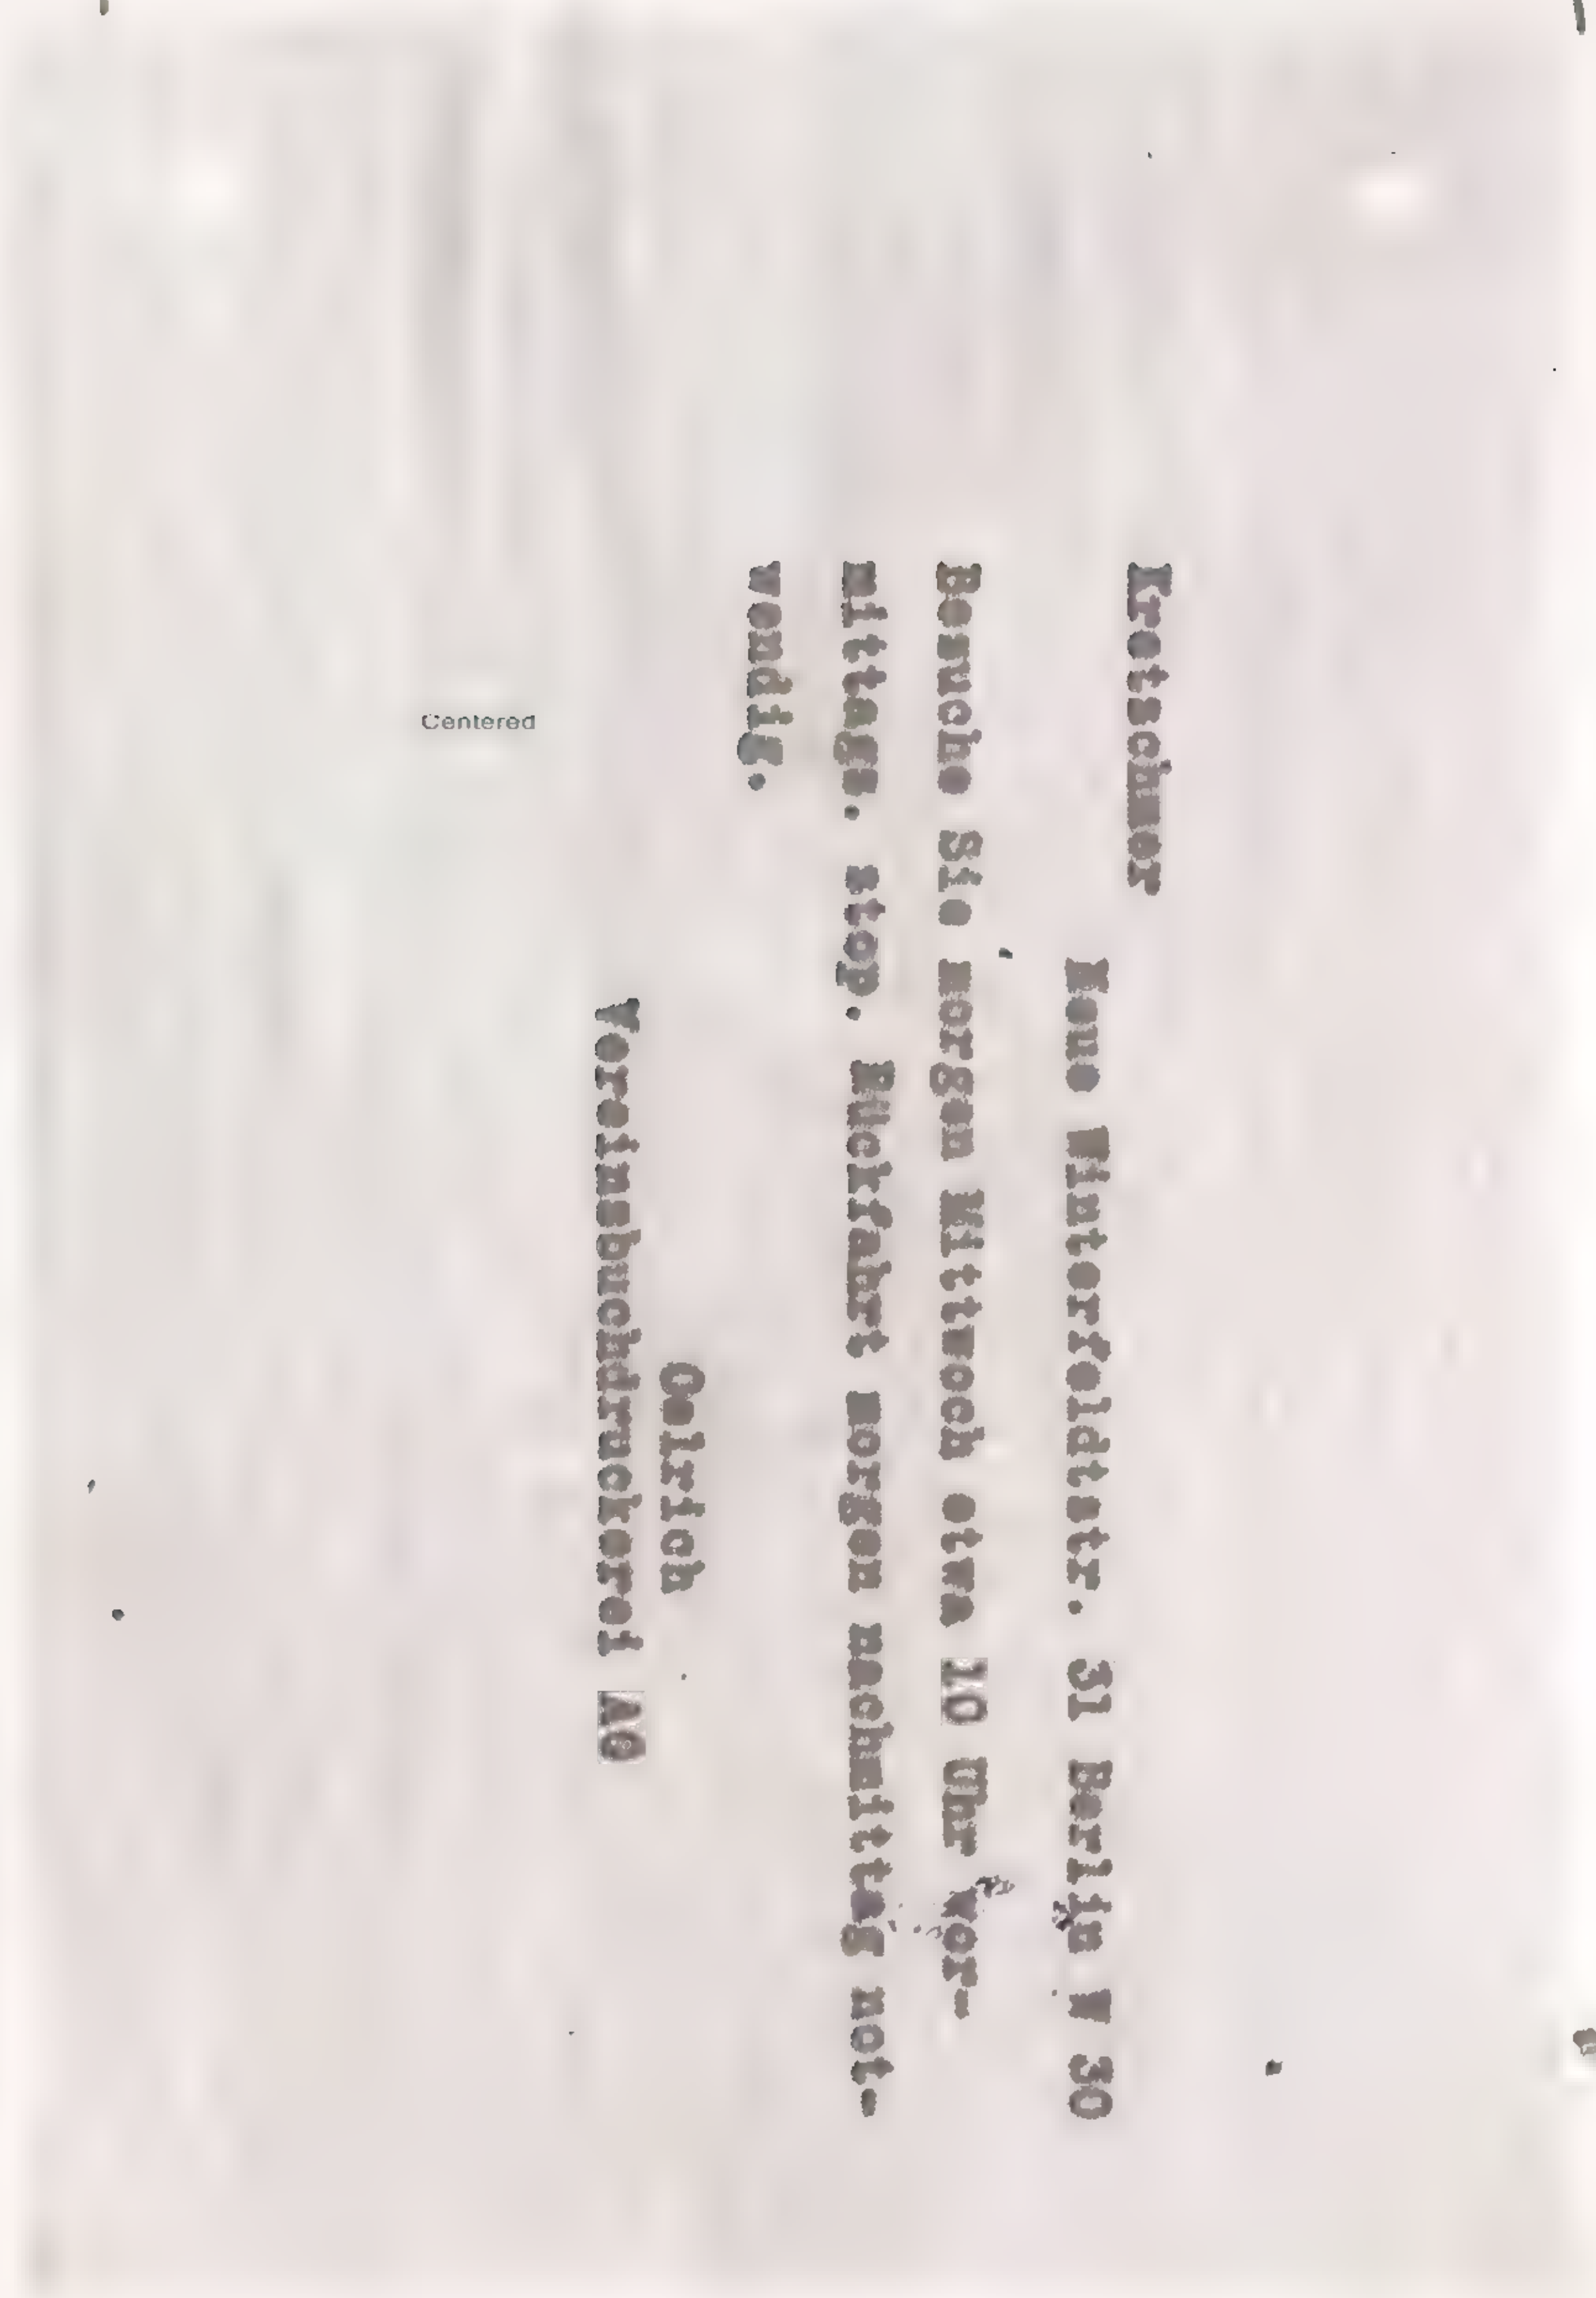 Kretschmer
Neue Winterfeldtstr. 31 Berlin W 30
Besuche Sie morgen Mittwoch etwa 10 Uhr vor-
mittags. stop. Rückfahrt morgen nachmittag not-
wendig.
Oelrich
Vereinsbuchdruckerei AG
Centered